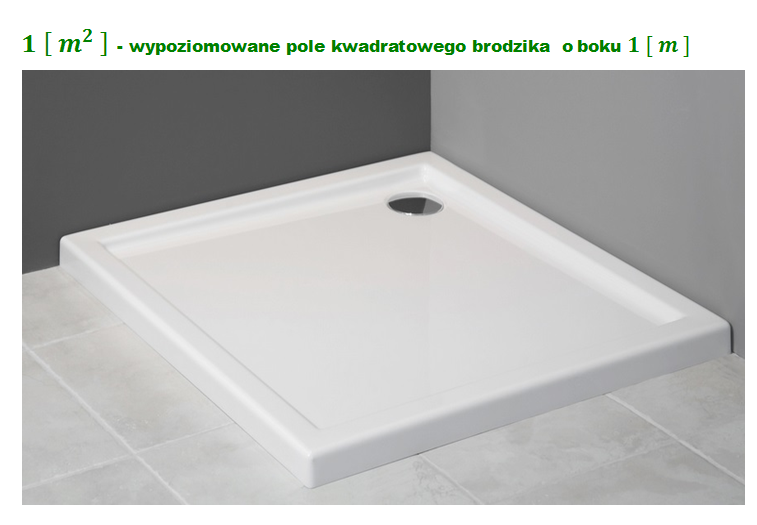 1 [ m² ] - wypoziomowane pole kwadratowego brodzika o boku 1 [ m ]